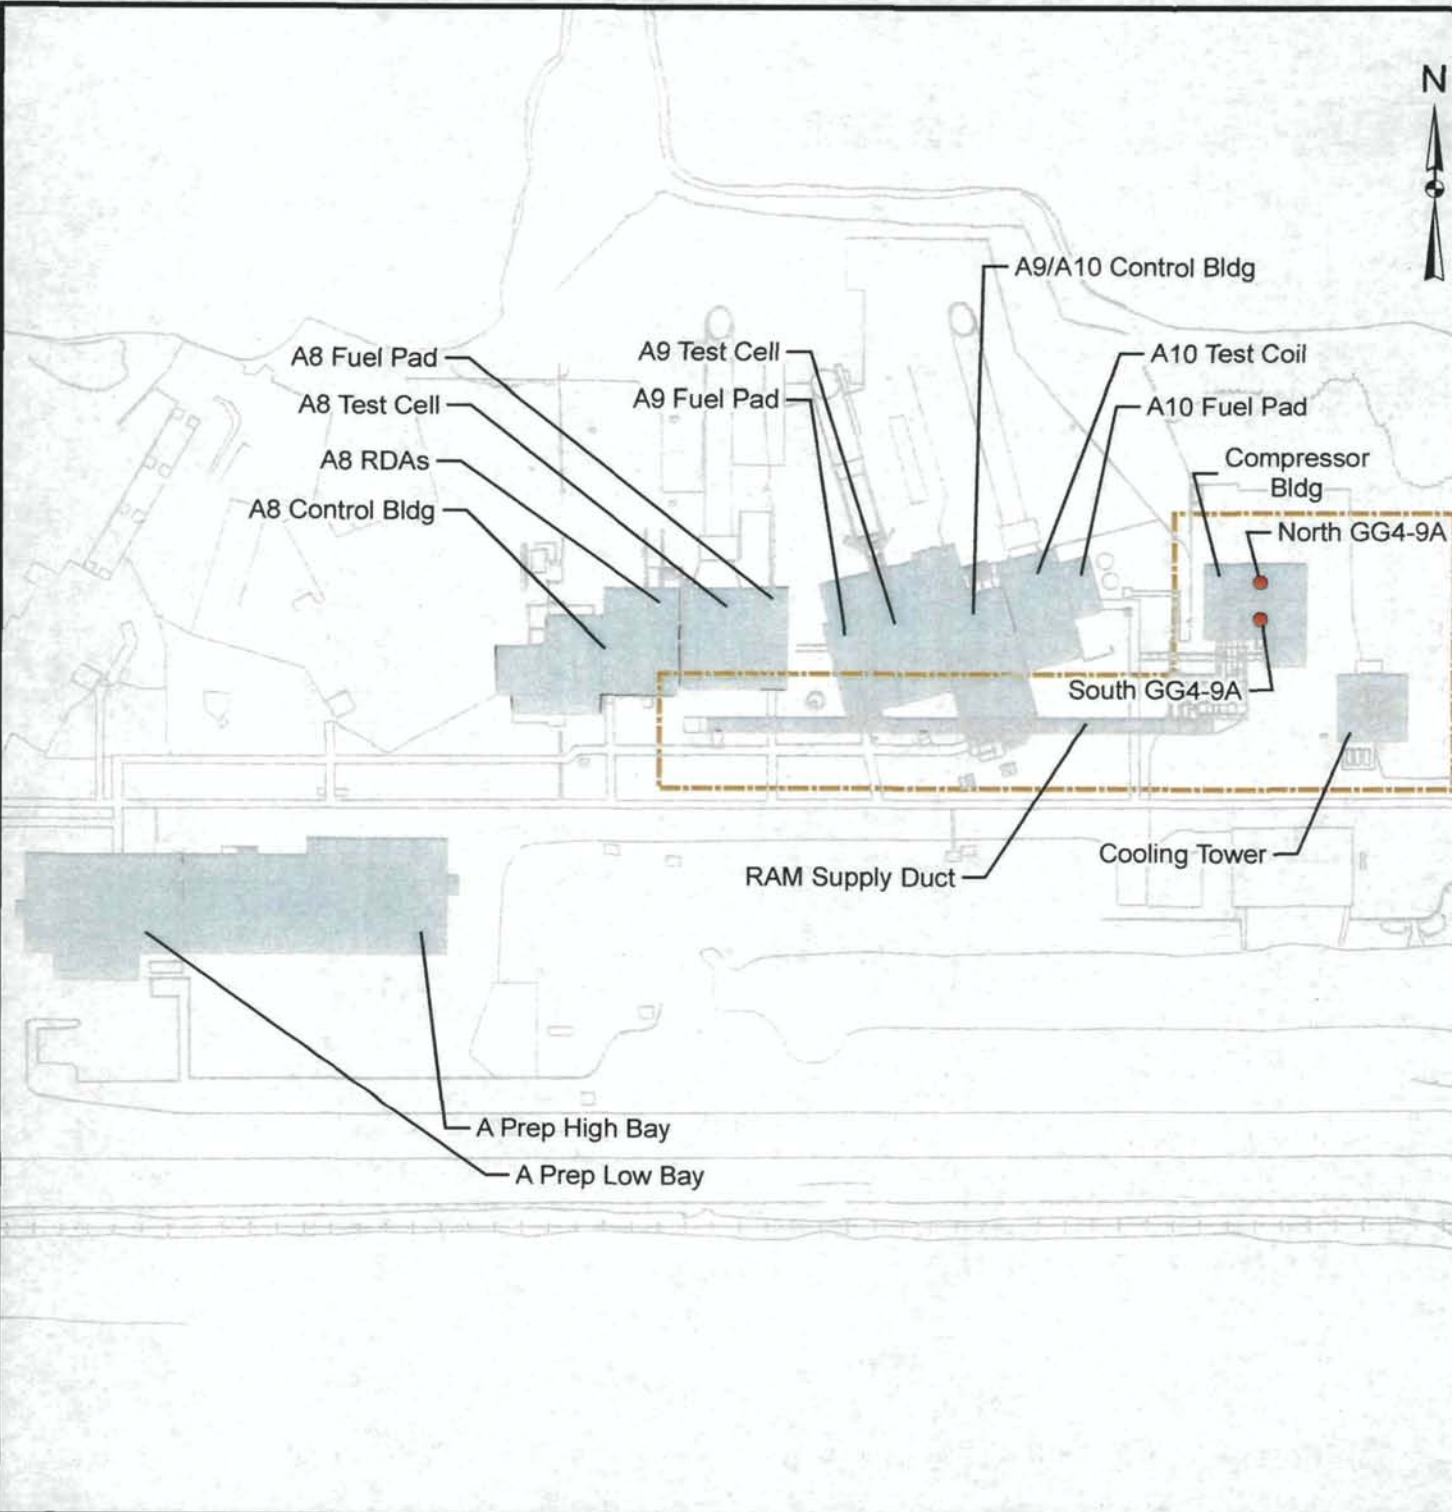 N
A9/A10 Control Bldg
A8 Fuel Pad
A9 Test Cell
A10 Test Coil
A8 Test Cell
A9 Fuel Pad
A10 Fuel Pad
A8 RDAs
Compressor
Bldg
A8 Control Bldg
North GG4-9A
South GG4-9A
RAM Supply Duct
Cooling Tower
A Prep High Bay
A Prep Low Bay